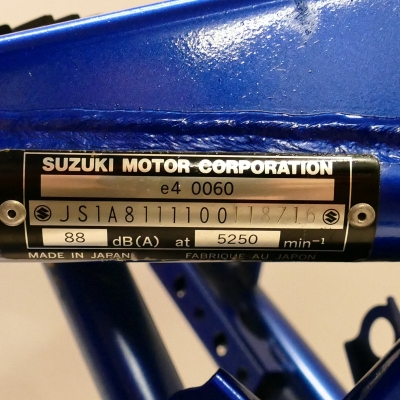 SUZUKI MOTOR CORPORATION
e4 0060
JS1A8111100118716
88 dB(A) at 5250 min⁻¹
MADE IN JAPAN FABRIQUE AU JAPON